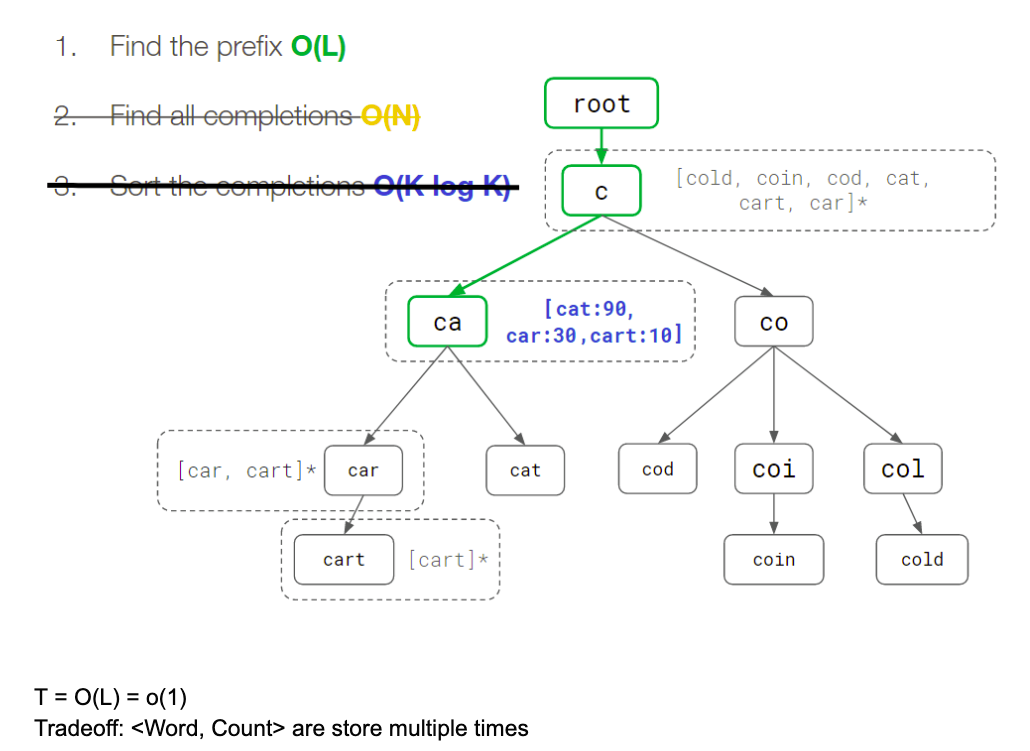 1. Find the prefix O(L)
2. Find all completions O(N)
3. Sort the completions O(K log K)
root
c
[cold, coin, cod, cat,
cart, car]*
ca
[cat:90,
car:30,cart:10]
co
[car, cart]*
car
cat
cod
coi
col
cart
[cart]*
coin
cold
T = O(L) = o(1)
Tradeoff: <Word, Count> are store multiple times